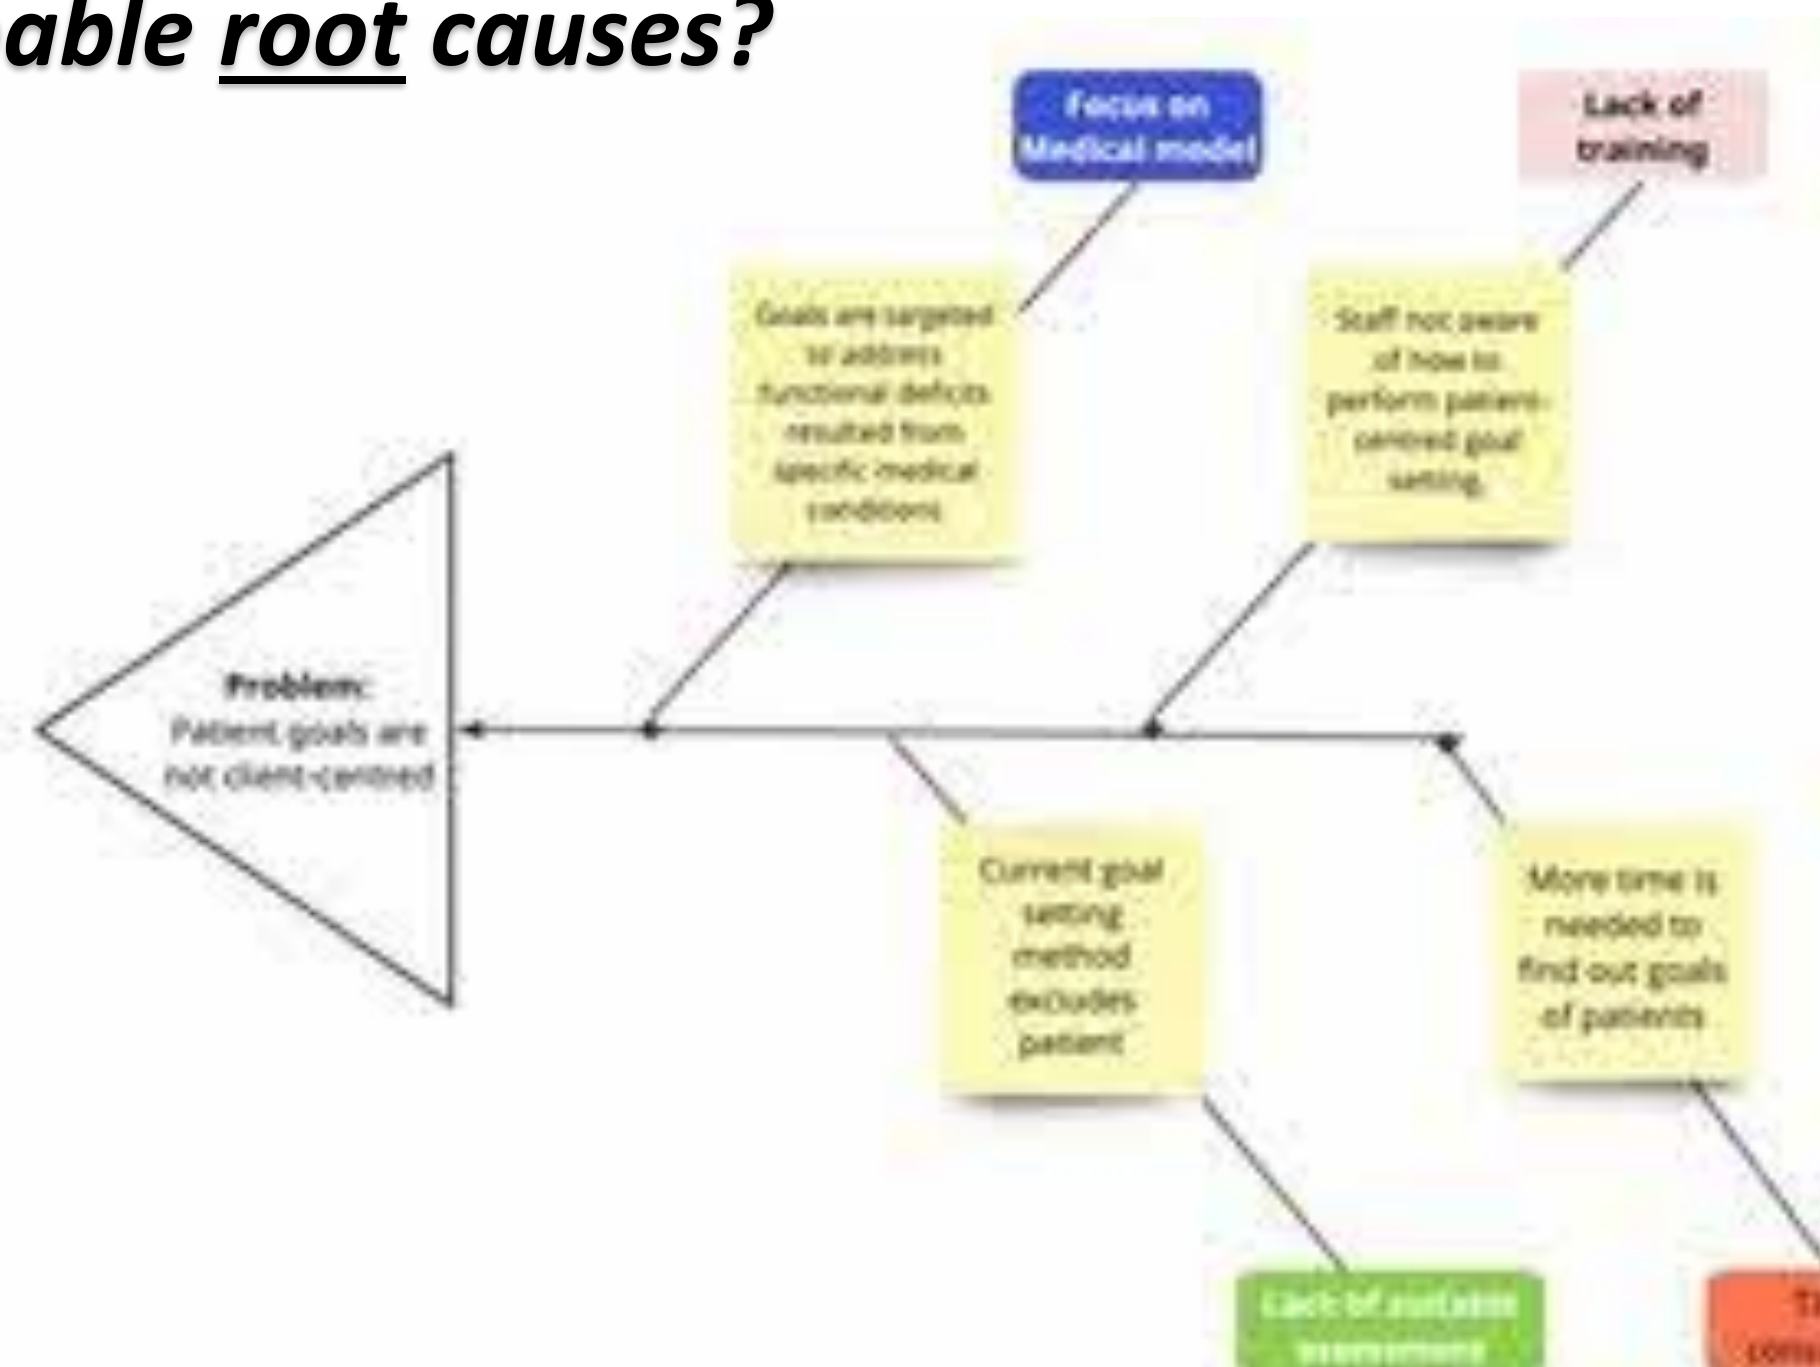 able root causes?
Focus on
Medical model
Lack of
training
Goals are targeted
to address
functional deficits
resulted from
specific medical
conditions
Staff not aware
of how to
perform patient-
centred goal
setting.
Problem:
Patient goals are
not client-centred
Current goal
setting
method
excludes
patient
More time is
needed to
find out goals
of patients
Lack of suitable